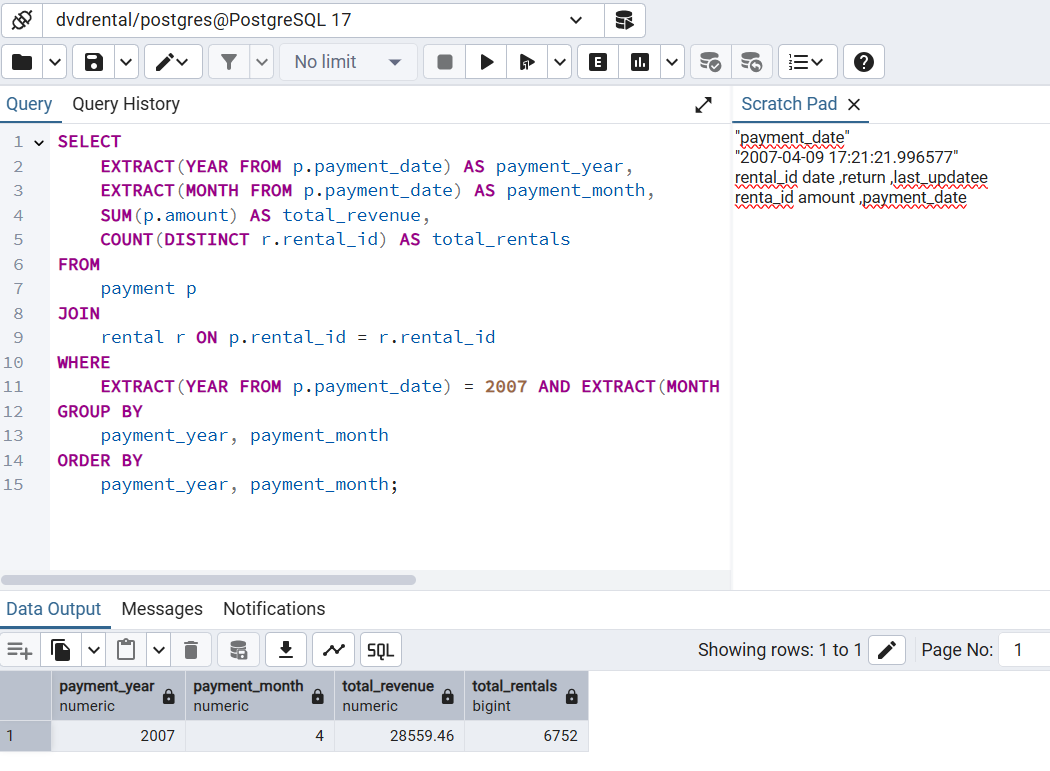 dvdrental/postgres@PostgreSQL 17
No limit
E
Query Query History
Scratch Pad
1 SELECT
2 EXTRACT(YEAR FROM p.payment_date) AS payment_year,
3 EXTRACT(MONTH FROM p.payment_date) AS payment_month,
4 SUM(p.amount) AS total_revenue,
5 COUNT(DISTINCT r.rental_id) AS total_rentals
6 FROM
7 payment p
8 JOIN
9 rental r ON p.rental_id = r.rental_id
10 WHERE
11 EXTRACT(YEAR FROM p.payment_date) = 2007 AND EXTRACT(MONTH
12 GROUP BY
13 payment_year, payment_month
14 ORDER BY
15 payment_year, payment_month;
"payment_date"
"2007-04-09 17:21:21.996577"
rental_id date ,return ,last_updatee
renta_id amount ,payment_date
Data Output Messages Notifications
SQL
Showing rows: 1 to 1
Page No: 1
payment_year payment_month total_revenue total_rentals
numeric numeric numeric bigint
1 2007 4 28559.46 6752